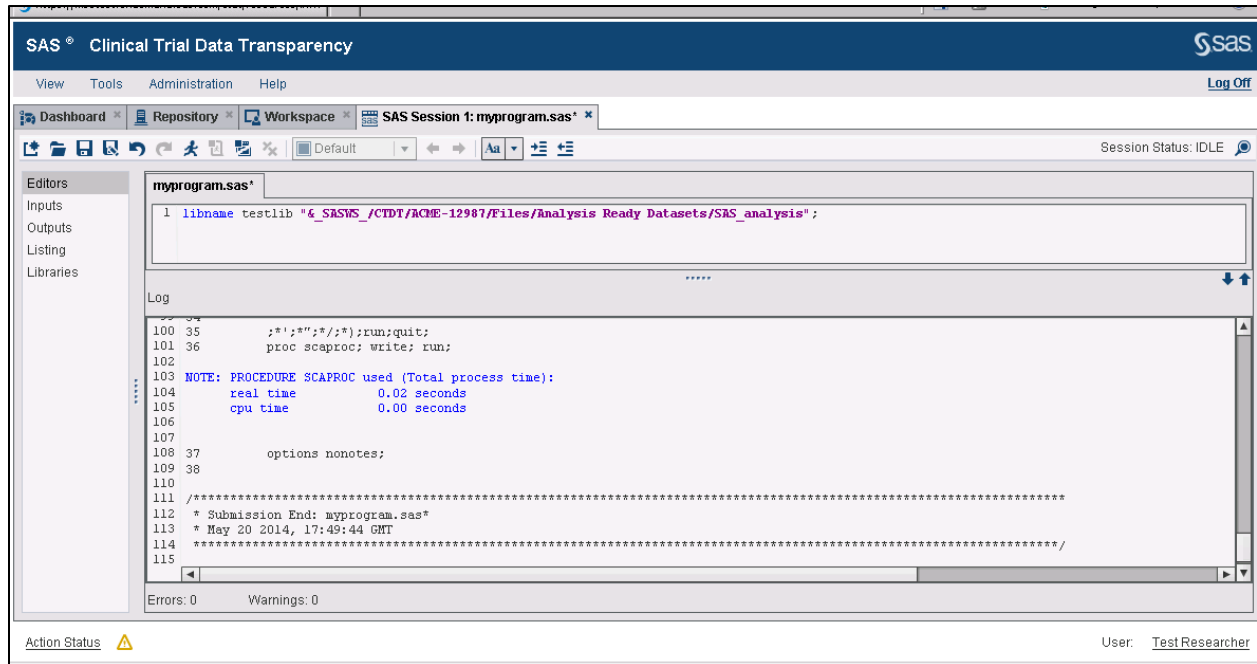 SAS ® Clinical Trial Data Transparency
sas
View Tools Administration Help
Log Off
Dashboard × Repository × Workspace × SAS Session 1: myprogram.sas* ×
Default Aa Session Status: IDLE
Editors
Inputs
Outputs
Listing
Libraries
myprogram.sas*
1 libname testlib "&_SASWS_/CTDT/ACME-12987/Files/Analysis Ready Datasets/SAS_analysis";
Log
99 34
100 35 ;*';*";*/;*);run;quit;
101 36 proc scaproc; write; run;
102
103 NOTE: PROCEDURE SCAPROC used (Total process time):
104 real time 0.02 seconds
105 cpu time 0.00 seconds
106
107
108 37 options nonotes;
109 38
110
111 /**********************************************************************************************************************
112 * Submission End: myprogram.sas*
113 * May 20 2014, 17:49:44 GMT
114 *********************************************************************************************************************/
115
Errors: 0 Warnings: 0
Action Status
User: Test Researcher